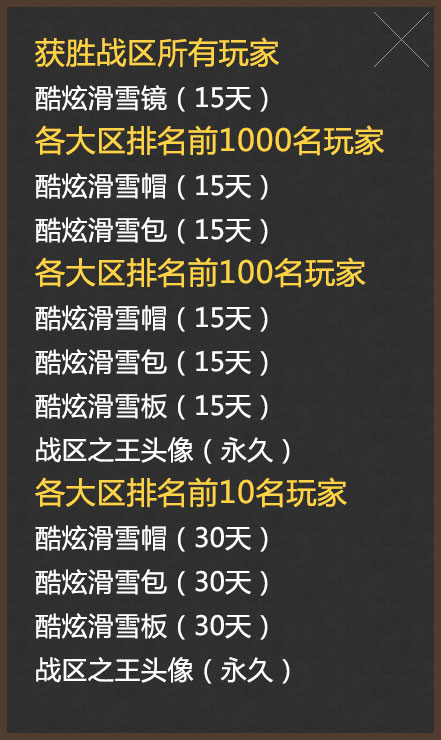 获胜战区所有玩家
酷炫滑雪镜（15天）
各大区排名前1000名玩家
酷炫滑雪帽（15天）
酷炫滑雪包（15天）
各大区排名前100名玩家
酷炫滑雪帽（15天）
酷炫滑雪包（15天）
酷炫滑雪板（15天）
战区之王头像（永久）
各大区排名前10名玩家
酷炫滑雪帽（30天）
酷炫滑雪包（30天）
酷炫滑雪板（30天）
战区之王头像（永久）